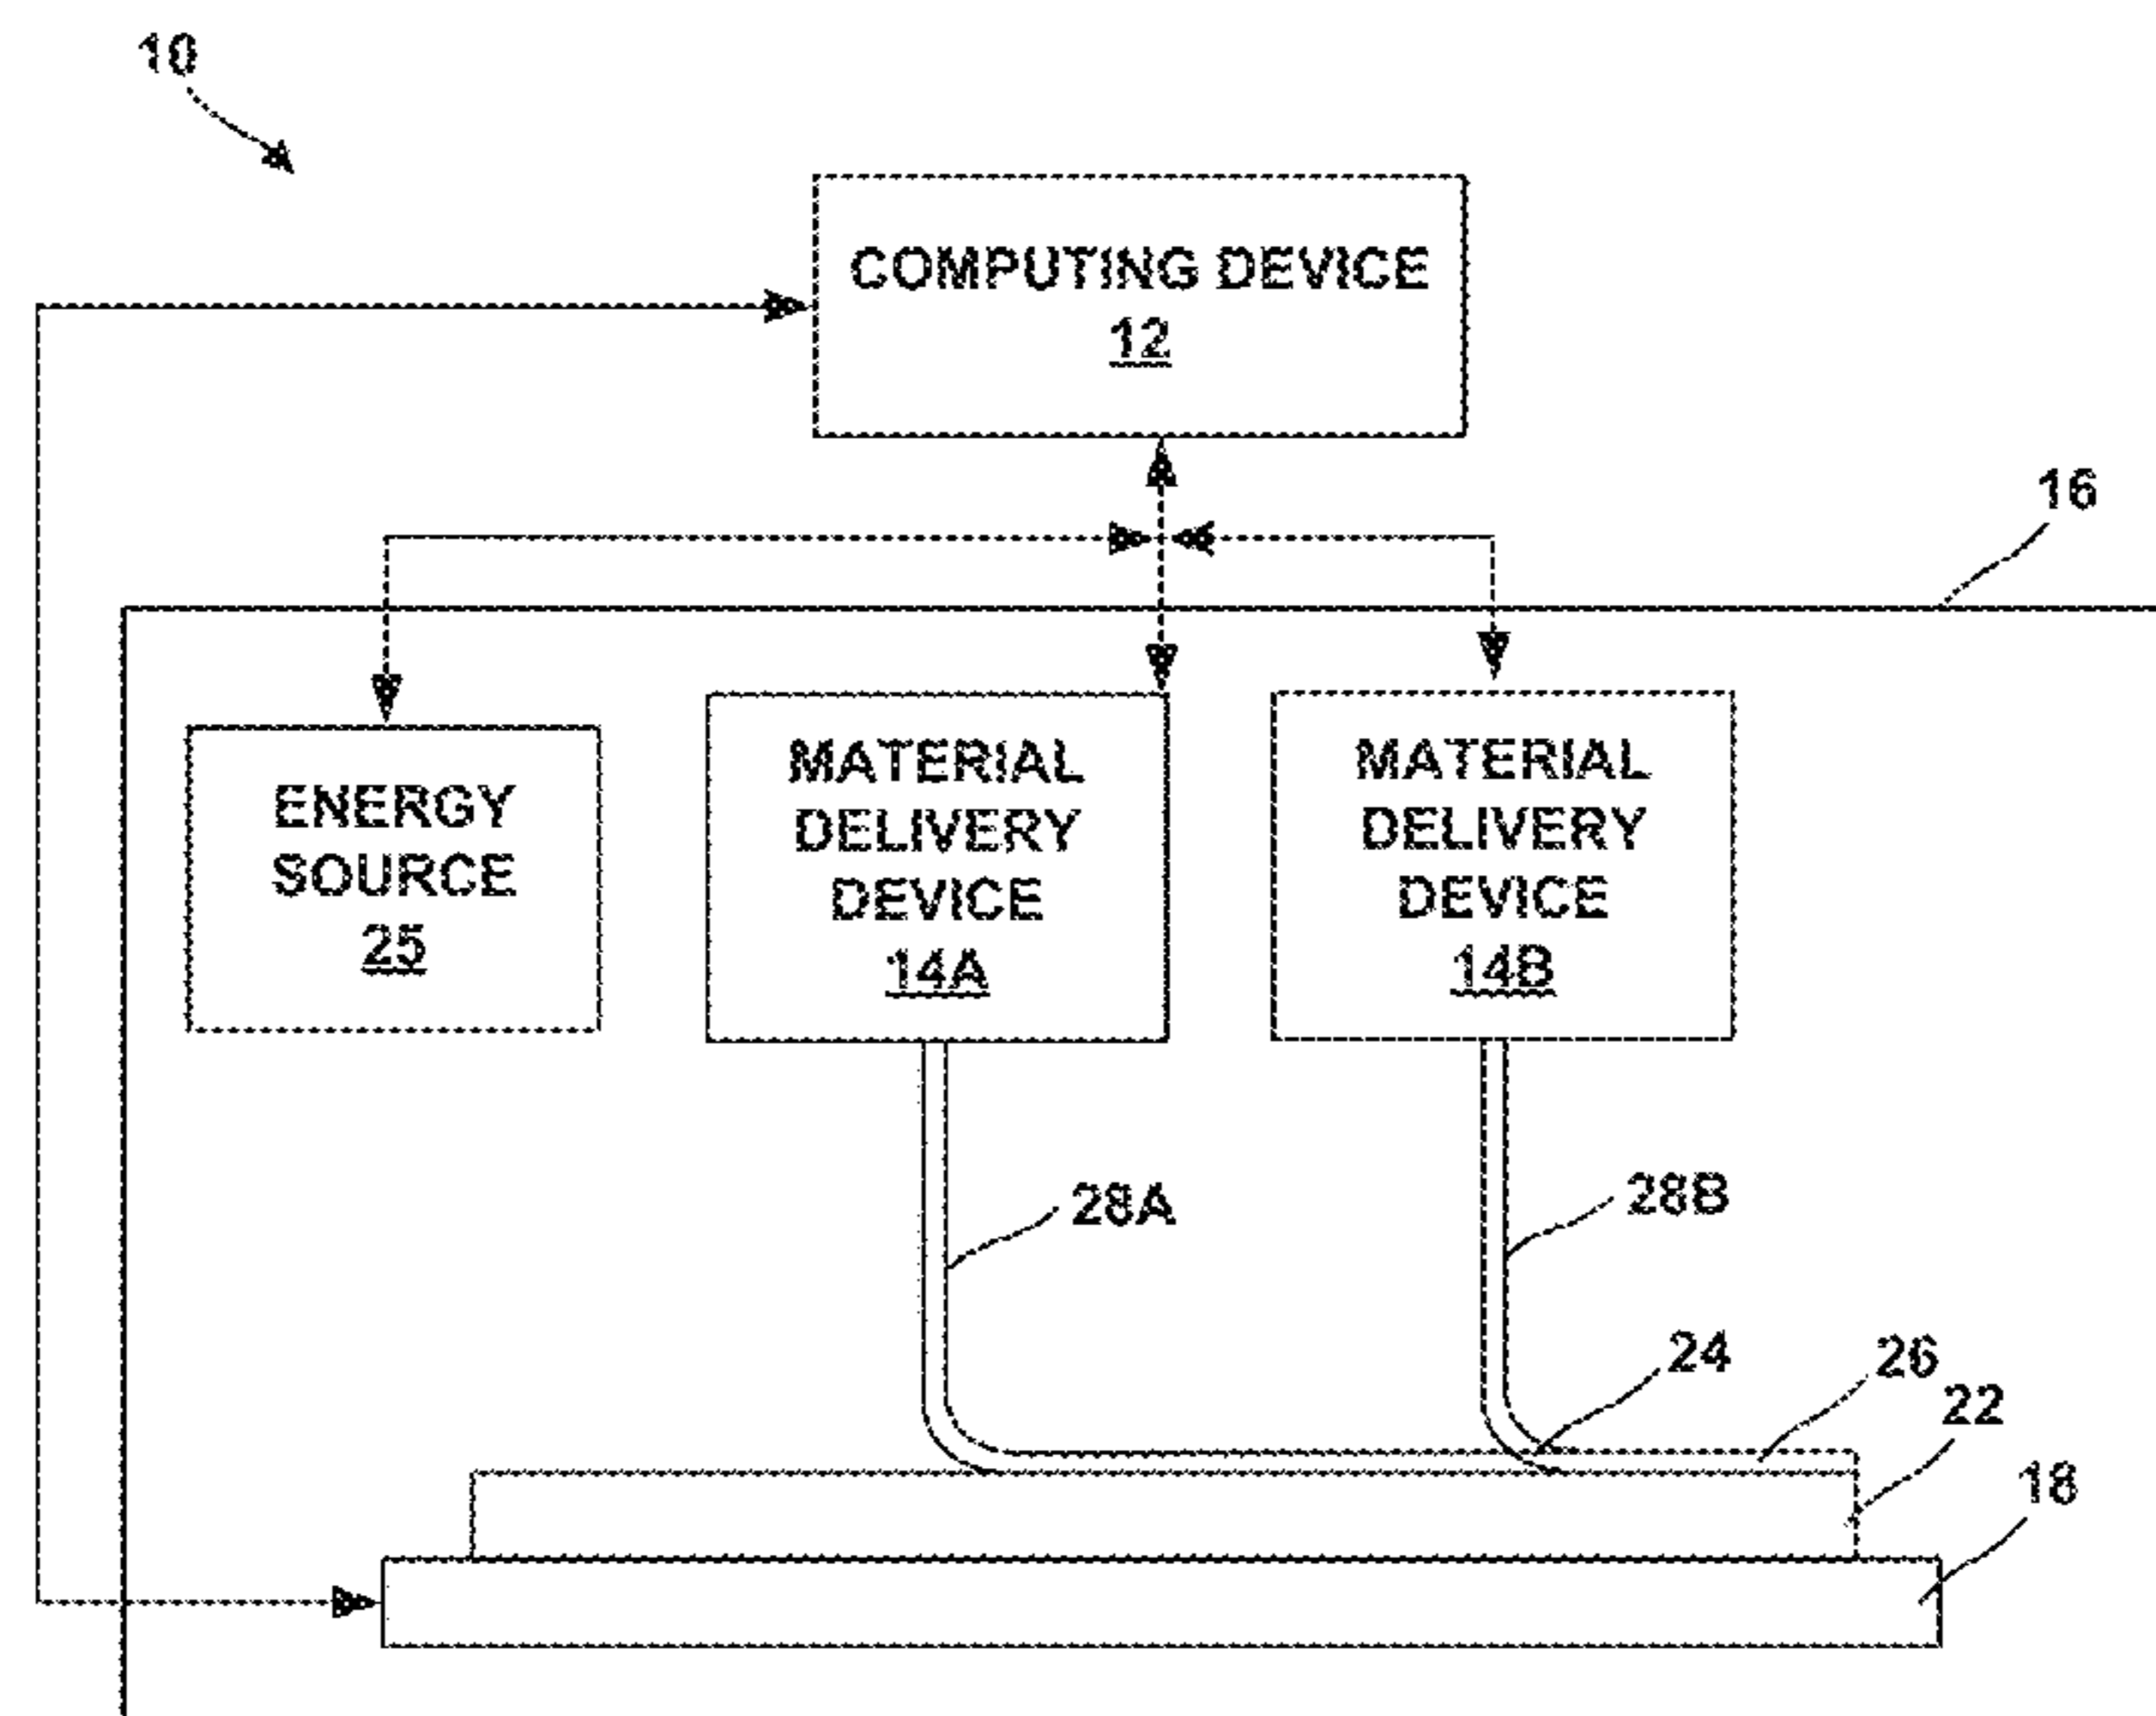 10
COMPUTING DEVICE
12
16
ENERGY
SOURCE
25
MATERIAL
DELIVERY
DEVICE
14A
MATERIAL
DELIVERY
DEVICE
14B
28A
28B
24
26
22
18